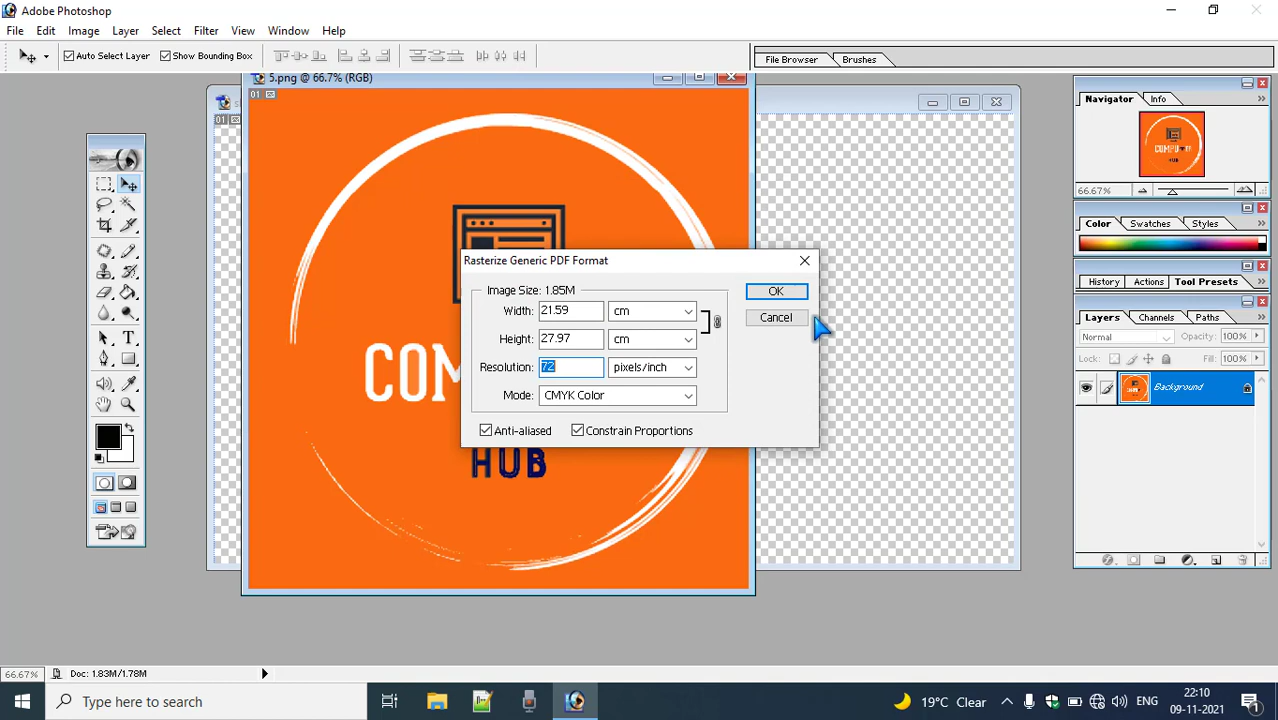 Adobe Photoshop
File Edit Image Layer Select Filter View Window Help
Auto Select Layer Show Bounding Box
File Browser Brushes
5.png @ 66.7% (RGB)
01
01
Navigator Info
66.67%
Color Swatches Styles
History Actions Tool Presets
Layers Channels Paths
Normal Opacity: 100%
Lock: Fill: 100%
Background
Rasterize Generic PDF Format
Image Size: 1.85M
Width: 21.59 cm
Height: 27.97 cm
Resolution: 72 pixels/inch
Mode: CMYK Color
Anti-aliased Constrain Proportions
OK
Cancel
COM
HUB
66.67% Doc: 1.83M/1.78M
Type here to search
19°C Clear
ENG
22:10
09-11-2021
1